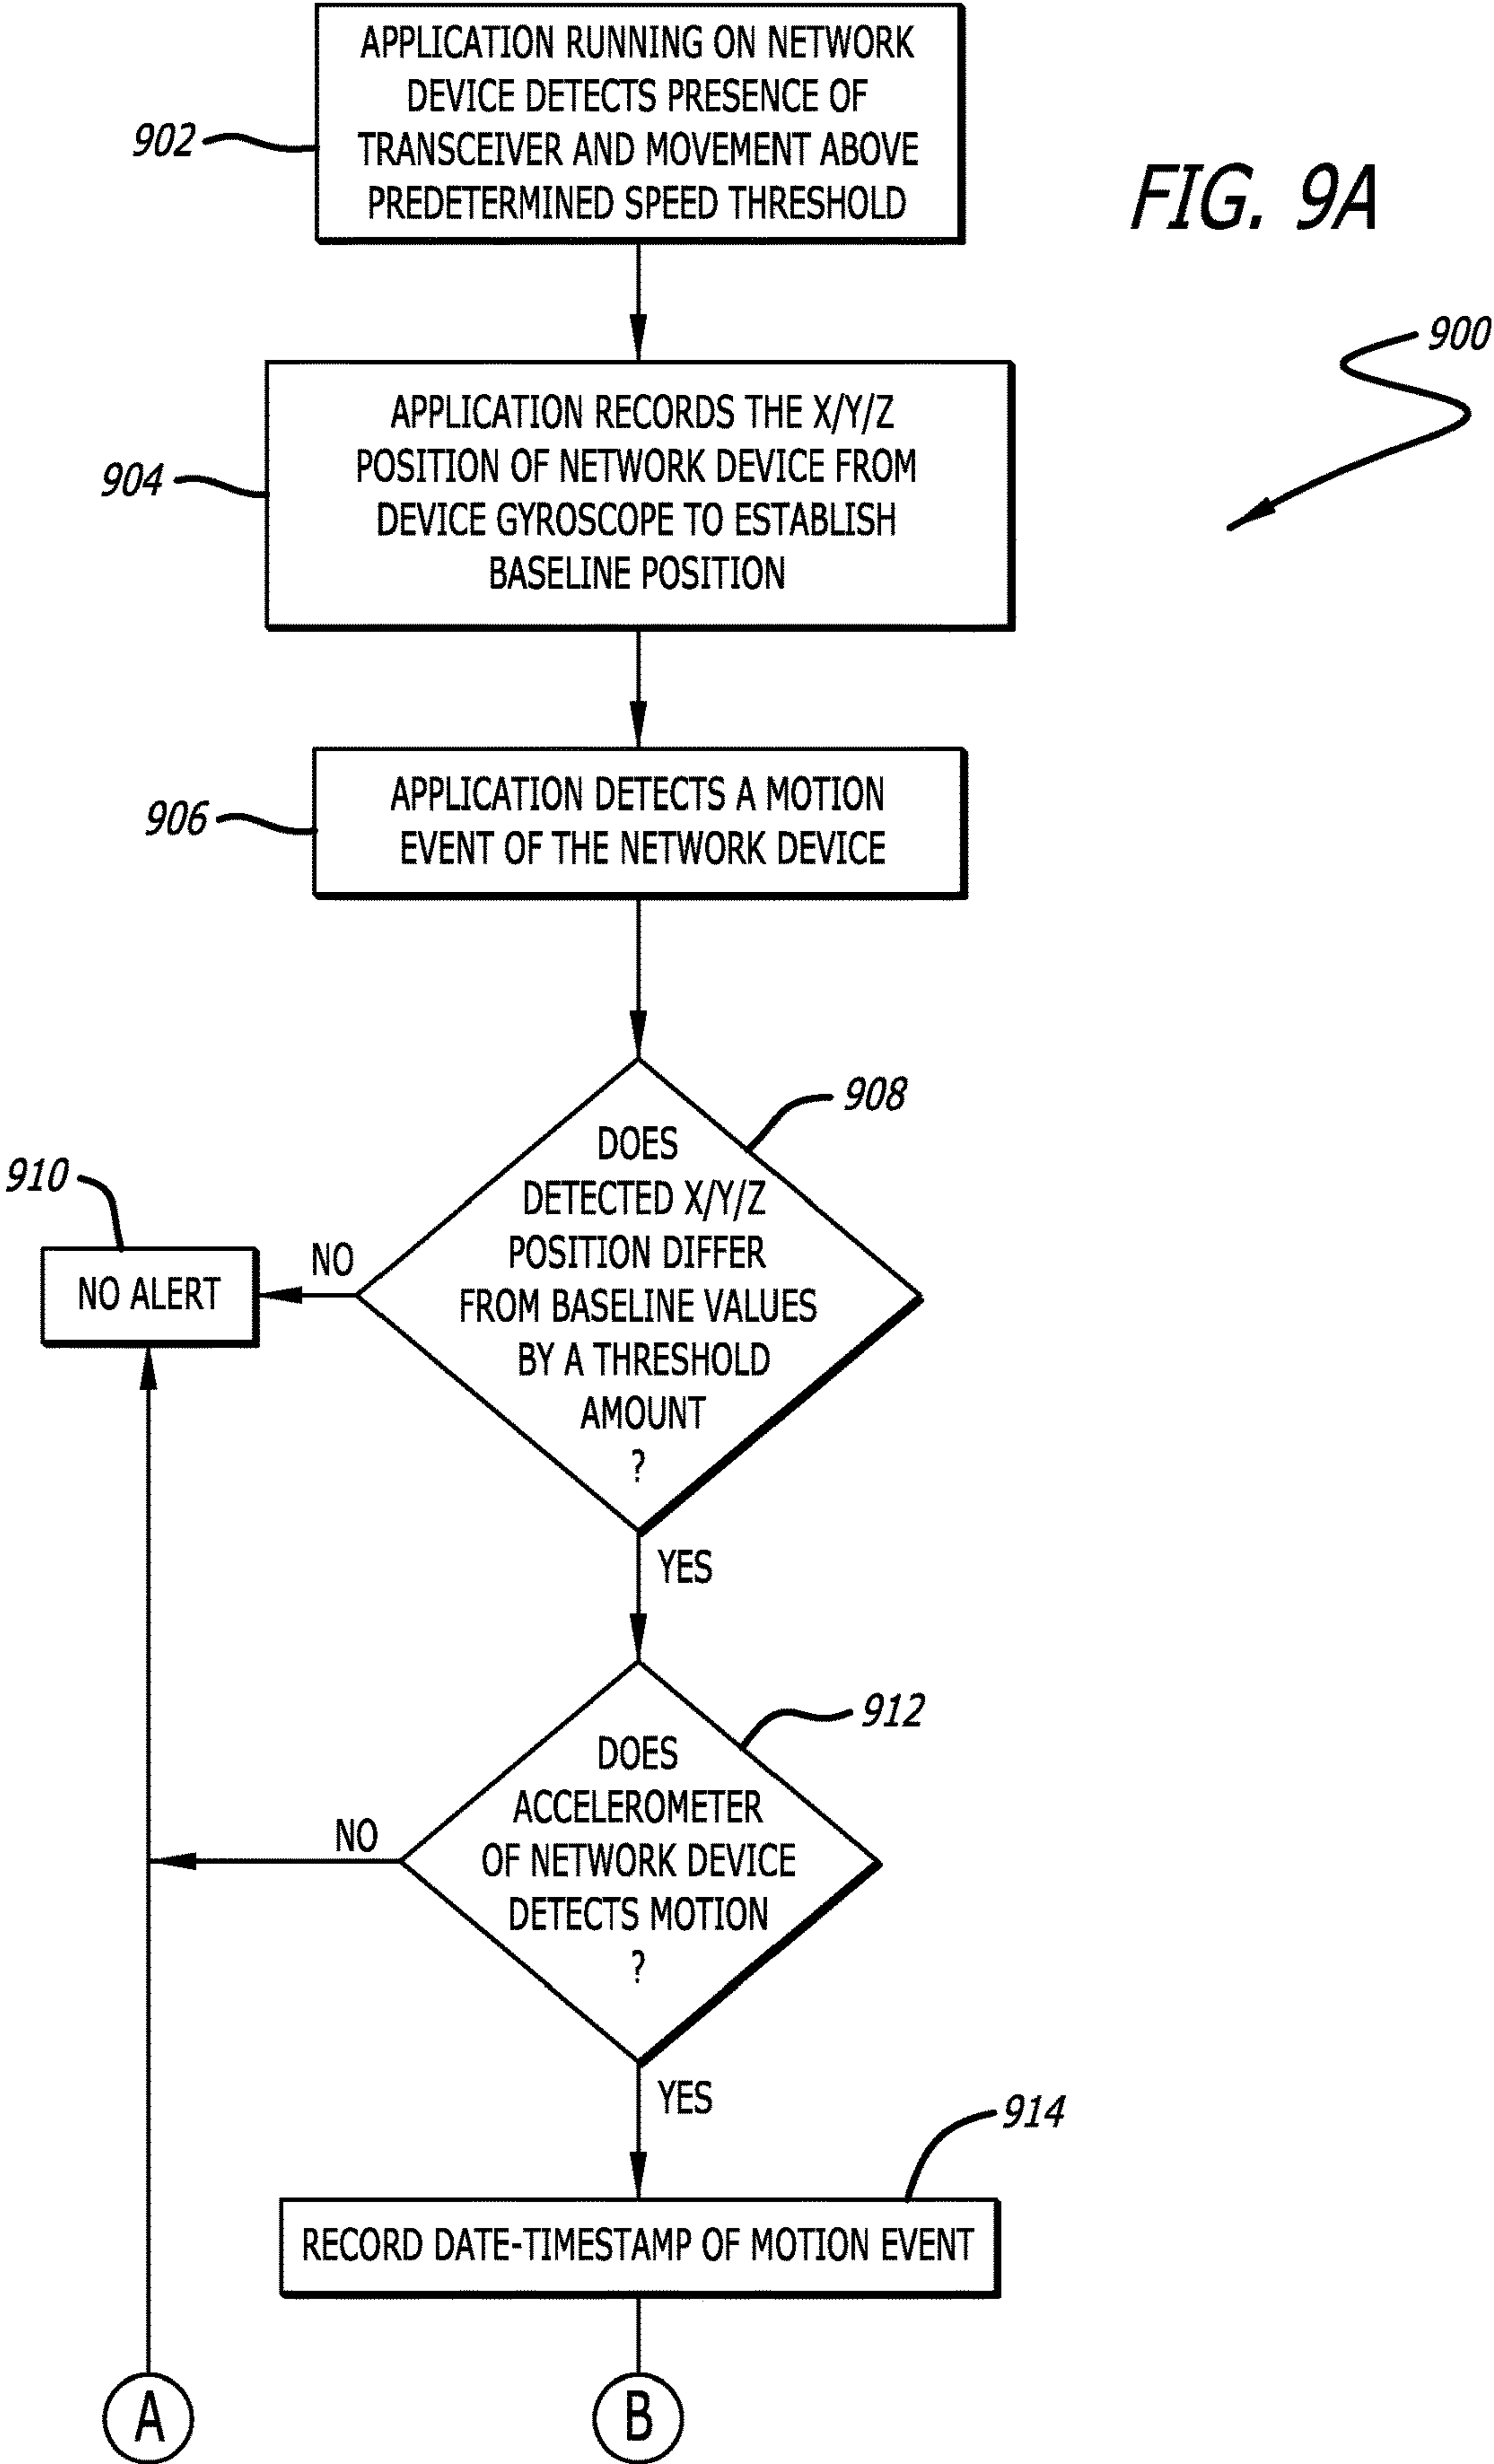 APPLICATION RUNNING ON NETWORK
DEVICE DETECTS PRESENCE OF
TRANSCEIVER AND MOVEMENT ABOVE
PREDETERMINED SPEED THRESHOLD
902
FIG. 9A
900
APPLICATION RECORDS THE X/Y/Z
POSITION OF NETWORK DEVICE FROM
DEVICE GYROSCOPE TO ESTABLISH
BASELINE POSITION
904
APPLICATION DETECTS A MOTION
EVENT OF THE NETWORK DEVICE
906
908
DOES
DETECTED X/Y/Z
POSITION DIFFER
FROM BASELINE VALUES
BY A THRESHOLD
AMOUNT
?
910
NO
NO ALERT
YES
912
DOES
ACCELEROMETER
OF NETWORK DEVICE
DETECTS MOTION
?
NO
YES
914
RECORD DATE-TIMESTAMP OF MOTION EVENT
A
B